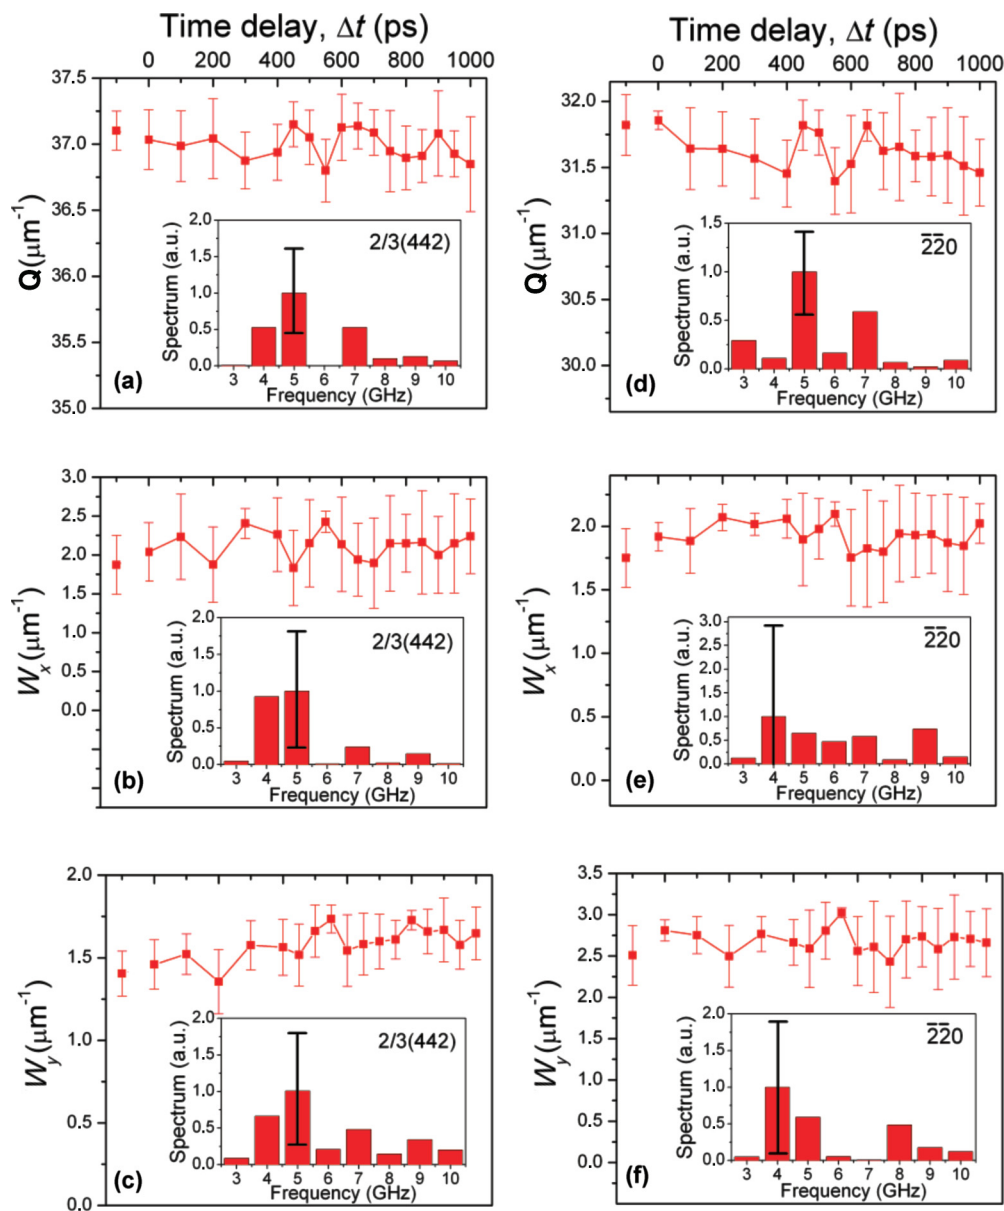 Time delay, Δt (ps)
0 200 400 600 800 1000
37.5
37.0
36.5
36.0
35.5
35.0
Q(μm⁻¹)
2/3(442)
Spectrum (a.u.)
2.0
1.5
1.0
0.5
0.0
3 4 5 6 7 8 9 10
Frequency (GHz)
(a)
Time delay, Δt (ps)
0 200 400 600 800 1000
32.0
31.5
31.0
30.5
30.0
Q(μm⁻¹)
2̅2̅0
Spectrum (a.u.)
1.5
1.0
0.5
0.0
3 4 5 6 7 8 9 10
Frequency (GHz)
(d)
3.0
2.5
2.0
1.5
1.0
0.5
0.0
Wx(μm⁻¹)
2/3(442)
Spectrum (a.u.)
2.0
1.5
1.0
0.5
0.0
3 4 5 6 7 8 9 10
Frequency (GHz)
(b)
2.0
1.5
1.0
0.5
0.0
Wx(μm⁻¹)
2̅2̅0
Spectrum (a.u.)
3.0
2.5
2.0
1.5
1.0
0.5
0.0
3 4 5 6 7 8 9 10
Frequency (GHz)
(e)
2.0
1.5
1.0
0.5
0.0
Wy(μm⁻¹)
2/3(442)
Spectrum (a.u.)
2.0
1.5
1.0
0.5
0.0
3 4 5 6 7 8 9 10
Frequency (GHz)
(c)
3.5
3.0
2.5
2.0
1.5
1.0
0.5
0.0
Wy(μm⁻¹)
2̅2̅0
Spectrum (a.u.)
2.0
1.5
1.0
0.5
0.0
3 4 5 6 7 8 9 10
Frequency (GHz)
(f)